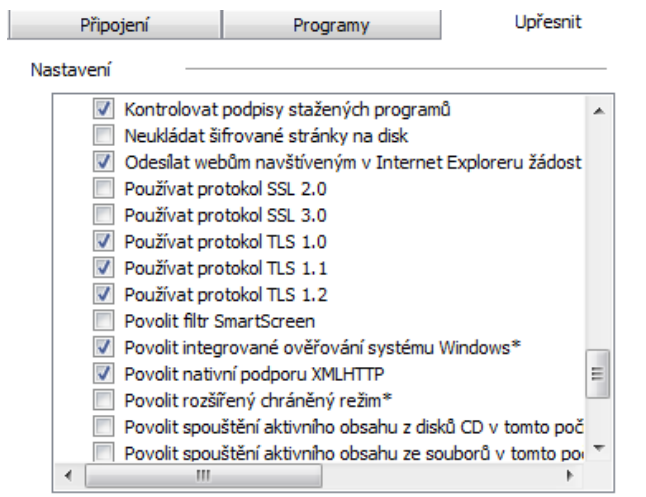 Připojení
Programy
Upřesnit
Nastavení
Kontrolovat podpisy stažených programů
Neukládat šifrované stránky na disk
Odesílat webům navštíveným v Internet Exploreru žádost
Používat protokol SSL 2.0
Používat protokol SSL 3.0
Používat protokol TLS 1.0
Používat protokol TLS 1.1
Používat protokol TLS 1.2
Povolit filtr SmartScreen
Povolit integrované ověřování systému Windows*
Povolit nativní podporu XMLHTTP
Povolit rozšířený chráněný režim*
Povolit spouštění aktivního obsahu z disků CD v tomto poč
Povolit spouštění aktivního obsahu ze souborů v tomto po